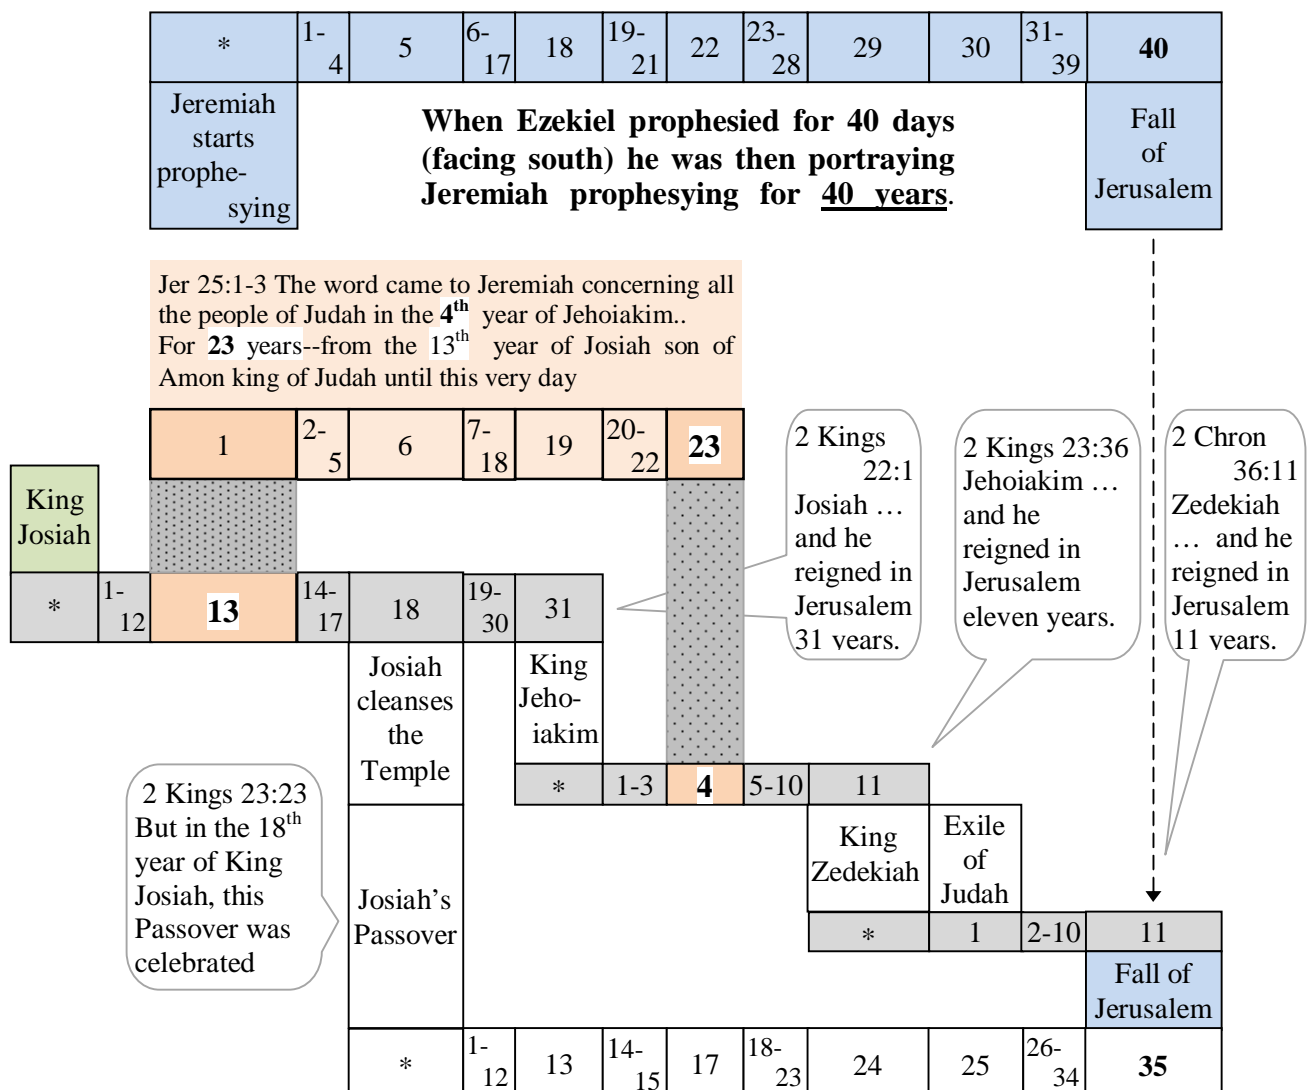 * 1-4 5 6-17 18 19-21 22 23-28 29 30 31-39 40
Jeremiah
starts
prophe-
sying
When Ezekiel prophesied for 40 days
(facing south) he was then portraying
Jeremiah prophesying for 40 years.
Fall
of
Jerusalem
Jer 25:1-3 The word came to Jeremiah concerning all
the people of Judah in the 4th year of Jehoiakim..
For 23 years--from the 13th year of Josiah son of
Amon king of Judah until this very day
1 2-5 6 7-18 19 20-22 23
2 Kings
22:1
Josiah …
and he
reigned in
Jerusalem
31 years.
2 Kings 23:36
Jehoiakim …
and he
reigned in
Jerusalem
eleven years.
2 Chron
36:11
Zedekiah
… and he
reigned in
Jerusalem
11 years.
King
Josiah
* 1-12 13 14-17 18 19-30 31
Josiah
cleanses
the
Temple
King
Jeho-
iakim
* 1-3 4 5-10 11
2 Kings 23:23
But in the 18th
year of King
Josiah, this
Passover was
celebrated
Josiah's
Passover
King
Zedekiah
Exile
of
Judah
* 1 2-10 11
Fall of
Jerusalem
* 1-12 13 14-15 17 18-23 24 25 26-34 35